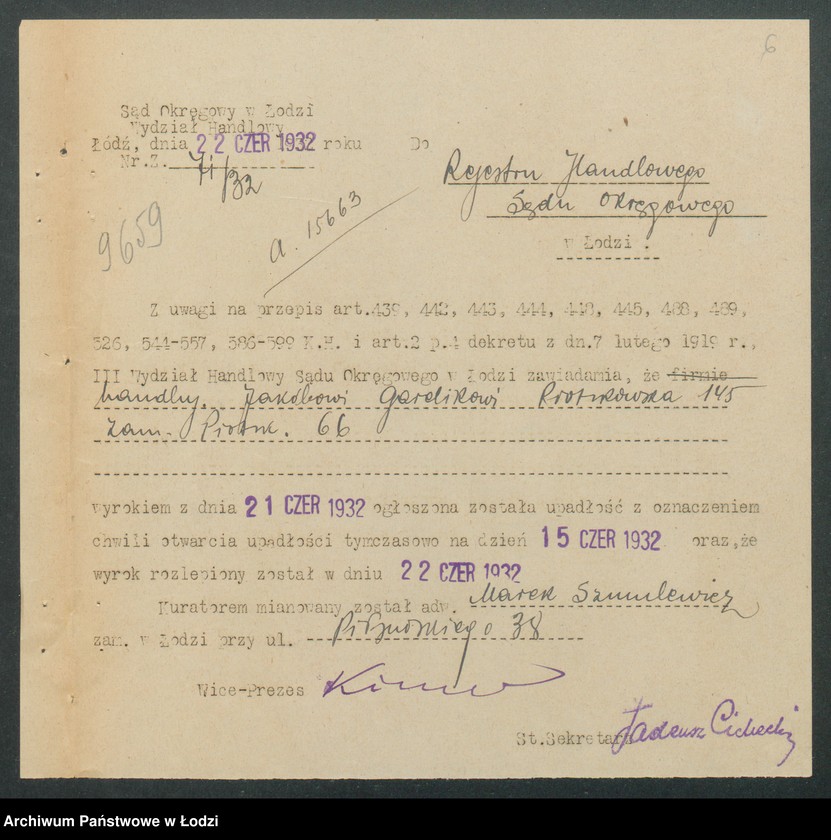 6
Sąd Okręgowy w Łodzi
Wydział Handlowy
Łódź, dnia 22 CZER 1932 roku Do
Nr.Z. 71/32
Rejestru Handlowego
Sądu Okręgowego
w Łodzi.
9659
A. 15663
Z uwagi na przepis art.439, 442, 443, 444, 448, 445, 488, 489,
526, 544-557, 586-599 K.H. i art.2 p.4 dekretu z dn.7 lutego 1919 r.,
III Wydział Handlowy Sądu Okręgowego w Łodzi zawiadamia, że firmie
handluj. Jakóbowi Gardikowi Piotrkowska 145
zam. Piotrk. 66
wyrokiem z dnia 21 CZER 1932 ogłoszona została upadłość z oznaczeniem
chwili otwarcia upadłości tymczasowo na dzień 15 CZER 1932 oraz,że
wyrok rozlepiony został w dniu 22 CZER 1932
Kuratorem mianowany został adw. Marek Szmulewicz
zam. w Łodzi przy ul. Piłsudskiego 38
Wice-Prezes
St.Sekretarz Tadeusz Cichecki
Archiwum Państwowe w Łodzi